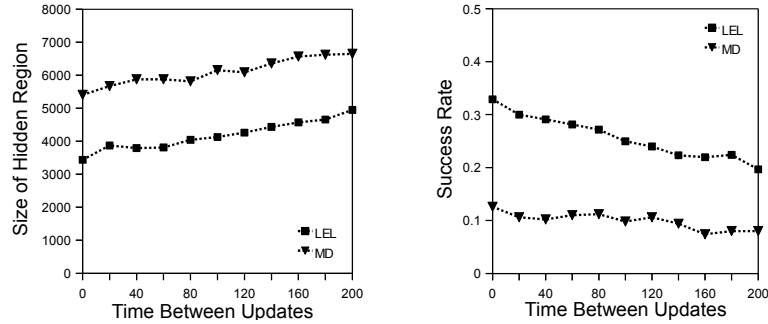 Size of Hidden Region
8000
7000
6000
5000
4000
3000
2000
1000
0
LEL
MD
0 40 80 120 160 200
Time Between Updates
Success Rate
0.5
0.4
0.3
0.2
0.1
0
LEL
MD
0 40 80 120 160 200
Time Between Updates